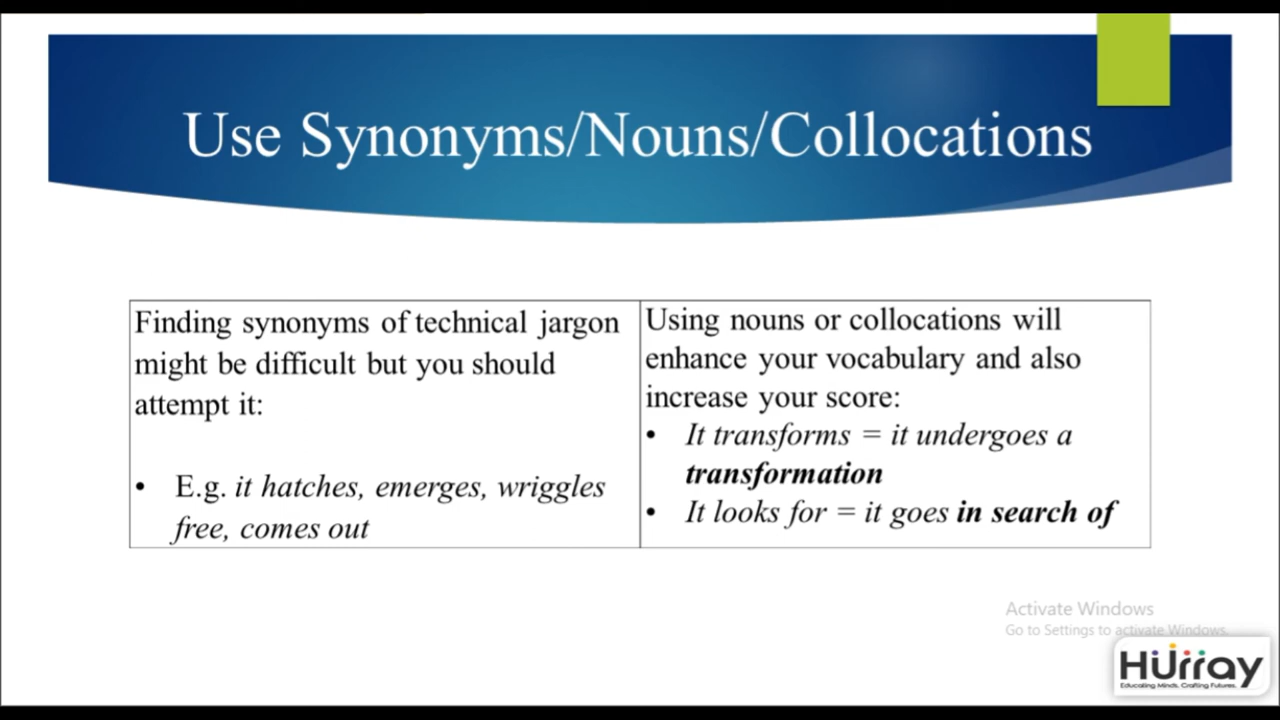 Use Synonyms/Nouns/Collocations
Finding synonyms of technical jargon
might be difficult but you should
attempt it:
• E.g. it hatches, emerges, wriggles
free, comes out
Using nouns or collocations will
enhance your vocabulary and also
increase your score:
• It transforms = it undergoes a
transformation
• It looks for = it goes in search of
Activate Windows
Go to Settings to activate Windows.
Hurray
Educating Minds, Crafting Futures.